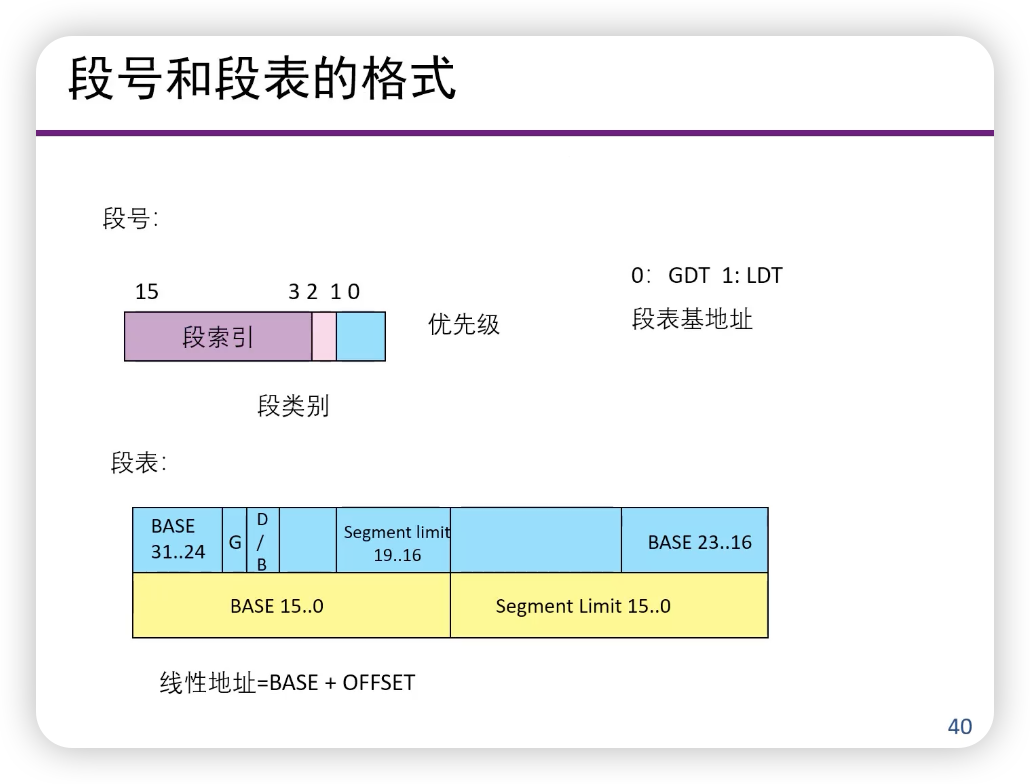 段号和段表的格式
段号：
0： GDT 1: LDT
15 3 2 1 0
段索引
优先级
段表基地址
段类别
段表：
BASE
31..24
G
D
/
B
Segment limit
19..16
BASE 23..16
BASE 15..0
Segment Limit 15..0
线性地址=BASE + OFFSET
40